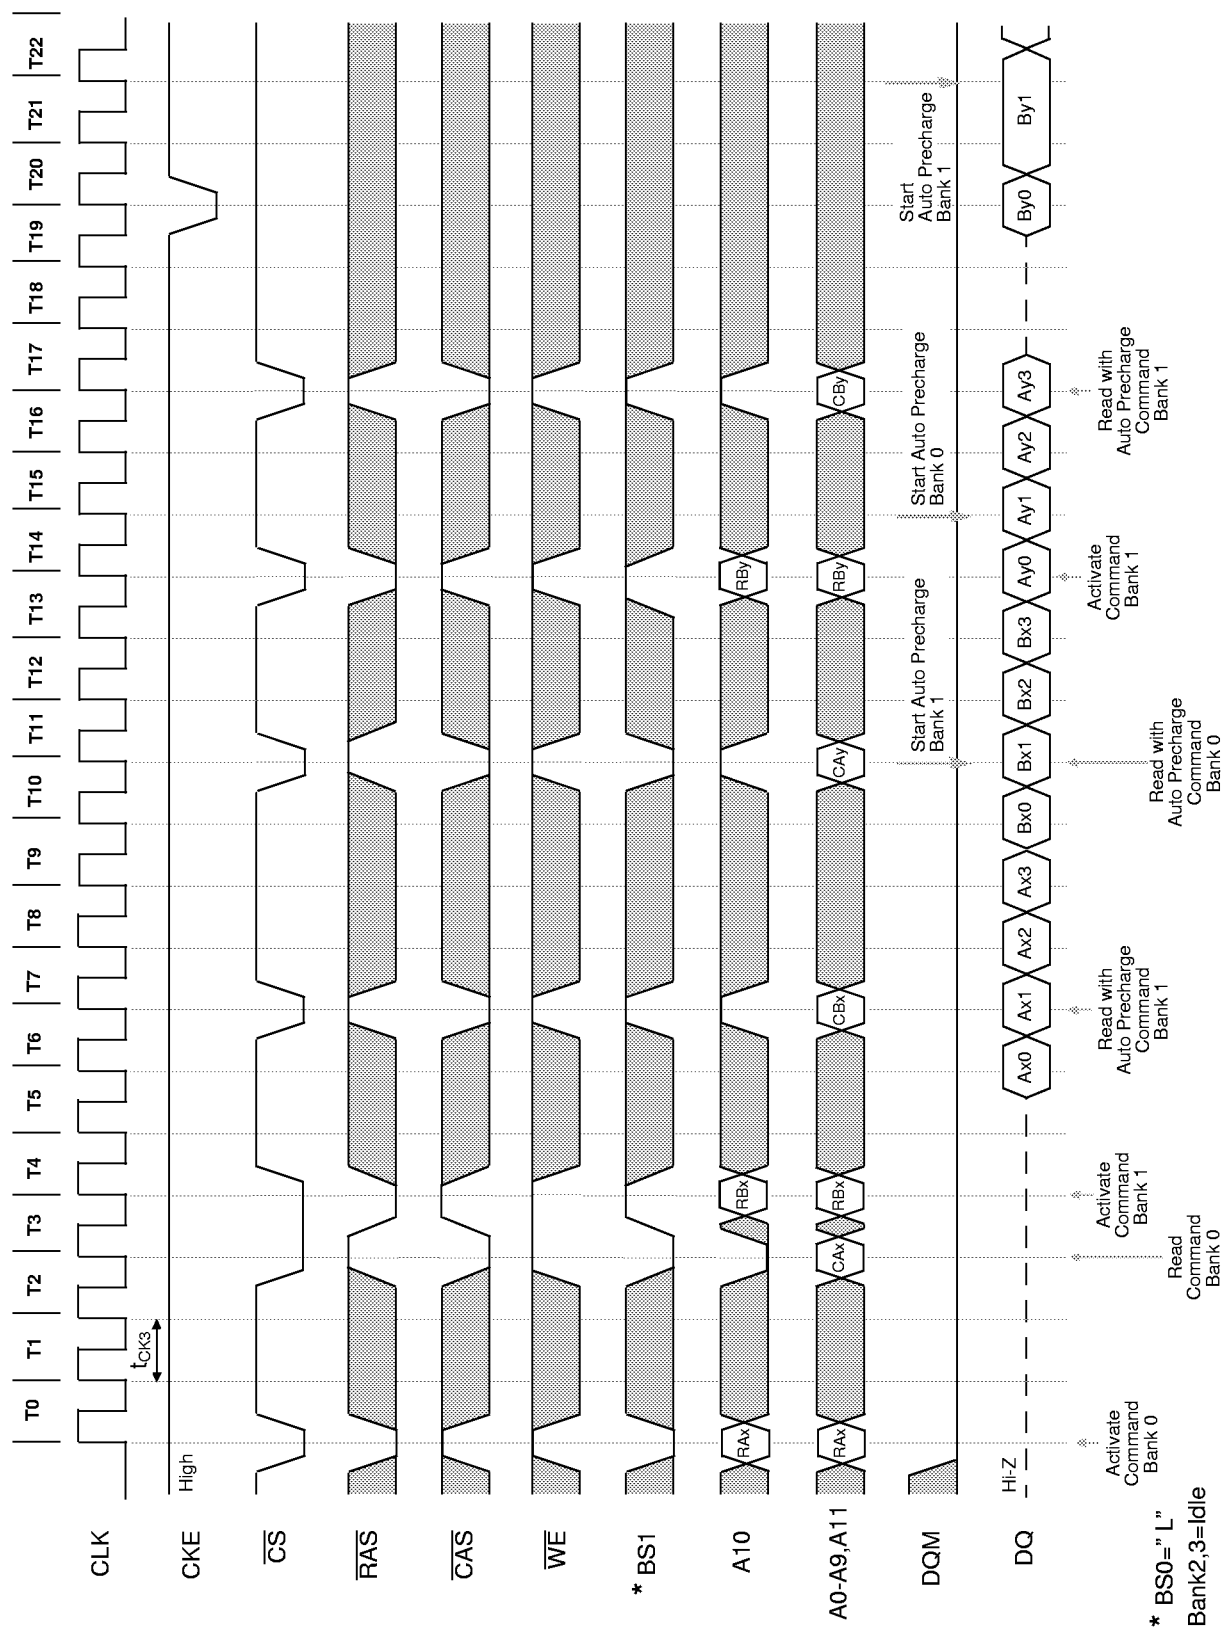 T0 T1 T2 T3 T4 T5 T6 T7 T8 T9 T10 T11 T12 T13 T14 T15 T16 T17 T18 T19 T20 T21 T22
CLK
tCK3
CKE
High
CS
RAS
CAS
WE
* BS1
A10
RAx RBx RBy
A0-A9,A11
RAx CAx RBx CBx CAy RBy CBy
DQM
Start Auto Precharge
Bank 1
Start Auto Precharge
Bank 0
Start
Auto Precharge
Bank 1
DQ
Hi-Z
Ax0 Ax1 Ax2 Ax3 Bx0 Bx1 Bx2 Bx3 Ay0 Ay1 Ay2 Ay3 By0 By1
Activate
Command
Bank 0
Read
Command
Bank 0
Activate
Command
Bank 1
Read with
Auto Precharge
Command
Bank 1
Read with
Auto Precharge
Command
Bank 0
Activate
Command
Bank 1
Read with
Auto Precharge
Command
Bank 1
* BS0=” L”
Bank2,3=Idle